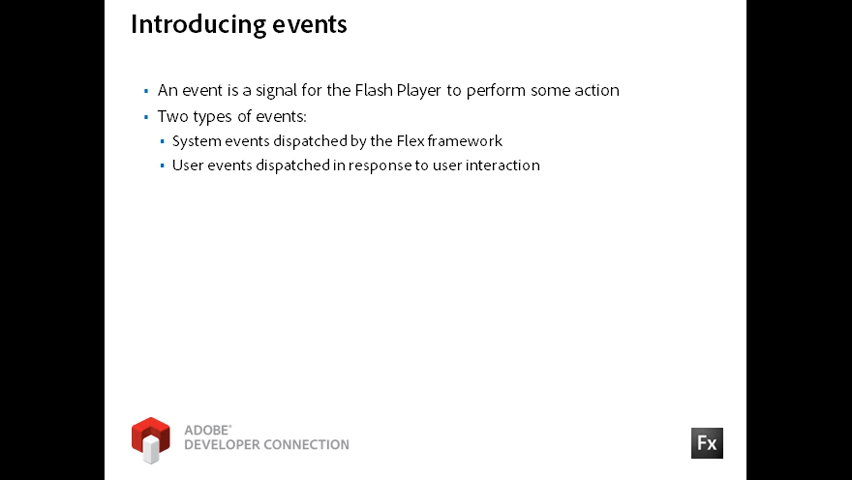 Introducing events
▪ An event is a signal for the Flash Player to perform some action
▪ Two types of events:
▪ System events dispatched by the Flex framework
▪ User events dispatched in response to user interaction
ADOBE®
DEVELOPER CONNECTION
Fx